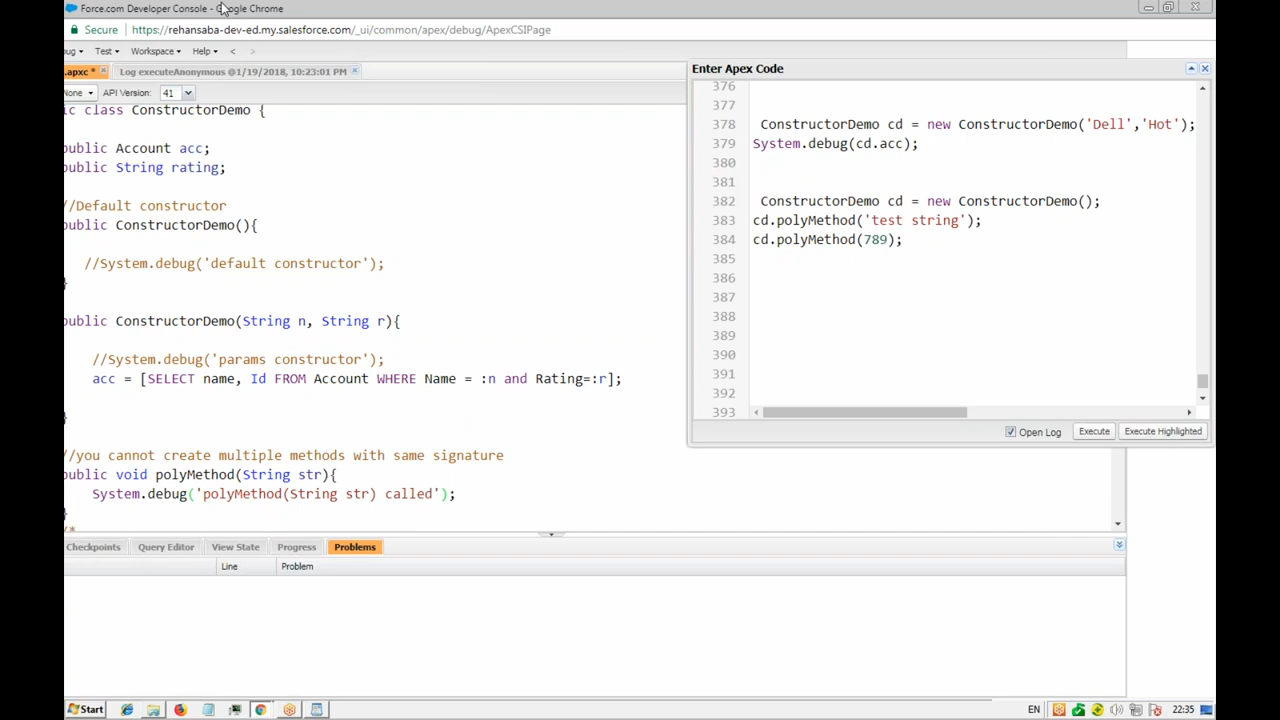 Force.com Developer Console - Google Chrome
Secure https://rehansaba-dev-ed.my.salesforce.com/_ui/common/apex/debug/ApexCSIPage
ug Test Workspace Help < >
.apxc * Log executeAnonymous @1/19/2018, 10:23:01 PM
None API Version: 41
ic class ConstructorDemo {
public Account acc;
public String rating;
//Default constructor
public ConstructorDemo(){
//System.debug('default constructor');
}
public ConstructorDemo(String n, String r){
//System.debug('params constructor');
acc = [SELECT name, Id FROM Account WHERE Name = :n and Rating=:r];
}
//you cannot create multiple methods with same signature
public void polyMethod(String str){
System.debug('polyMethod(String str) called');
}
/*
Enter Apex Code
376
377
378 ConstructorDemo cd = new ConstructorDemo('Dell','Hot');
379 System.debug(cd.acc);
380
381
382 ConstructorDemo cd = new ConstructorDemo();
383 cd.polyMethod('test string');
384 cd.polyMethod(789);
385
386
387
388
389
390
391
392
393
Open Log Execute Execute Highlighted
Checkpoints Query Editor View State Progress Problems
Line Problem
Start EN 22:35